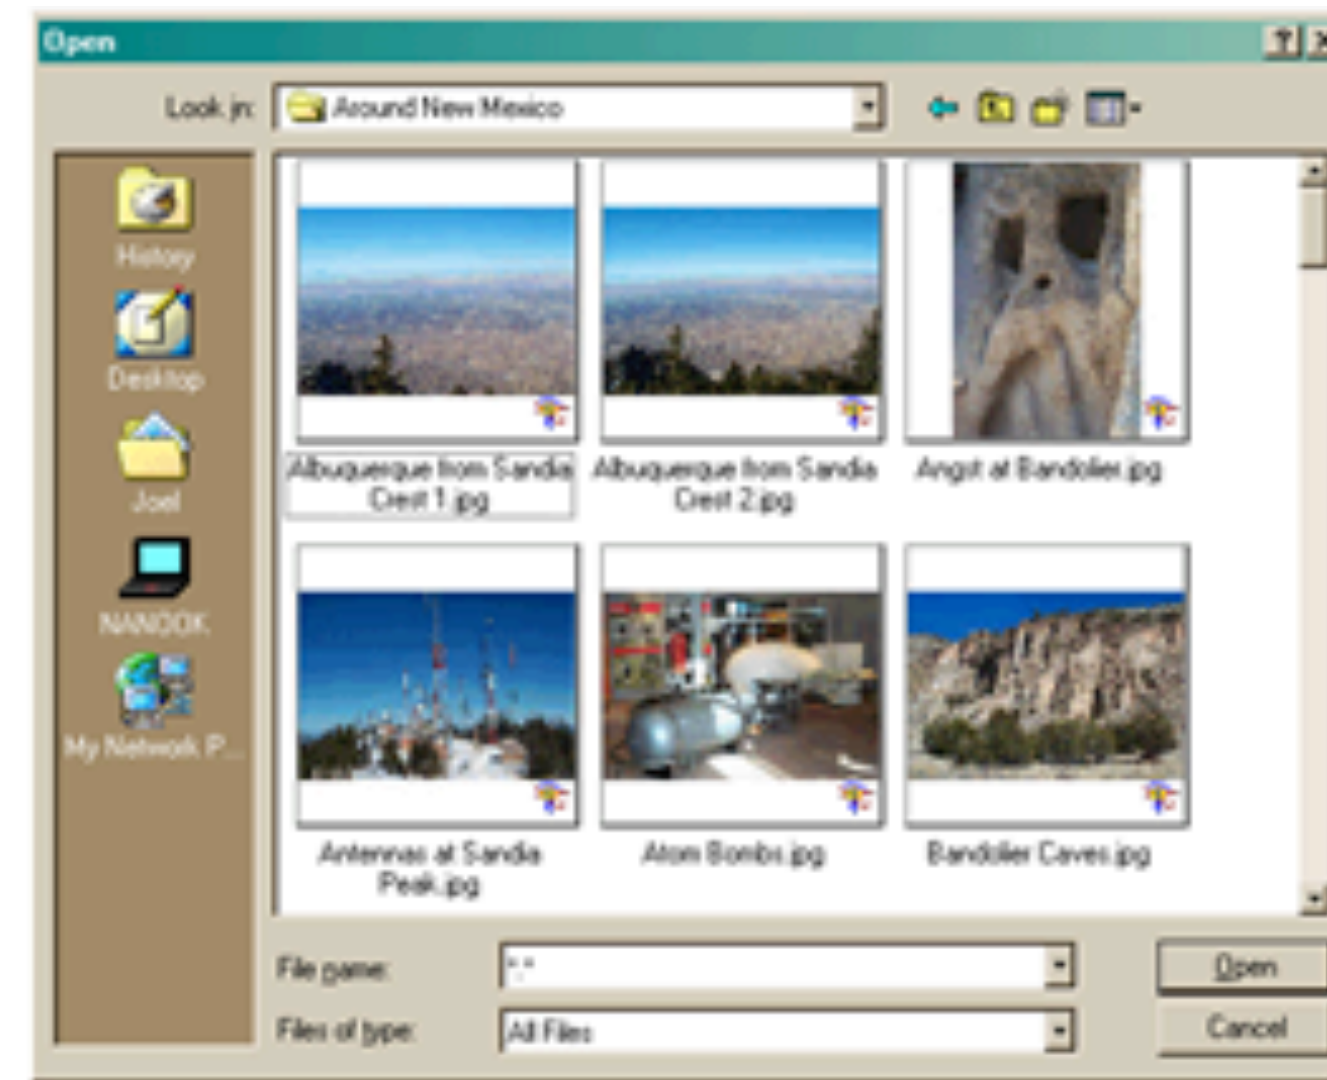 Open
Look in: Around New Mexico
History
Desktop
Joel
NANOOK
My Network P...
Albuquerque from Sandia
Crest 1.jpg
Albuquerque from Sandia
Crest 2.jpg
Angst at Bandolier.jpg
Antennas at Sandia
Peak.jpg
Atom Bombs.jpg
Bandolier Caves.jpg
File name: *.*
Open
Files of type: All Files
Cancel